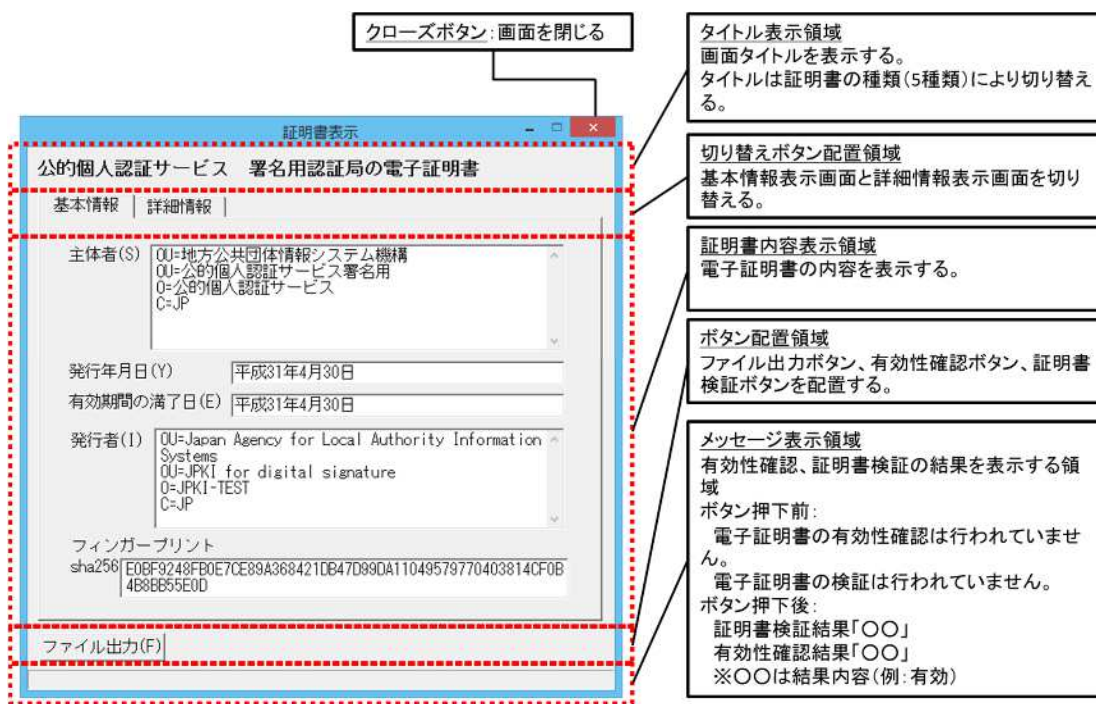 クローズボタン：画面を閉じる
証明書表示
公的個人認証サービス　署名用認証局の電子証明書
基本情報
詳細情報
主体者(S)
OU=地方公共団体情報システム機構
OU=公的個人認証サービス署名用
O=公的個人認証サービス
C=JP
発行年月日(Y)
平成31年4月30日
有効期間の満了日(E)
平成31年4月30日
発行者(I)
OU=Japan Agency for Local Authority Information
Systems
OU=JPKI for digital signature
O=JPKI-TEST
C=JP
フィンガープリント
sha256
E0BF9248FB0E7CE89A368421DB47D99DA11049579770403814CF0B
4B8BB55E0D
ファイル出力(F)
タイトル表示領域
画面タイトルを表示する。
タイトルは証明書の種類（5種類）により切り替え
る。
切り替えボタン配置領域
基本情報表示画面と詳細情報表示画面を切り
替える。
証明書内容表示領域
電子証明書の内容を表示する。
ボタン配置領域
ファイル出力ボタン、有効性確認ボタン、証明書
検証ボタンを配置する。
メッセージ表示領域
有効性確認、証明書検証の結果を表示する領
域
ボタン押下前：
電子証明書の有効性確認は行われていませ
ん。
電子証明書の検証は行われていません。
ボタン押下後：
証明書検証結果「〇〇」
有効性確認結果「〇〇」
※〇〇は結果内容（例：有効）